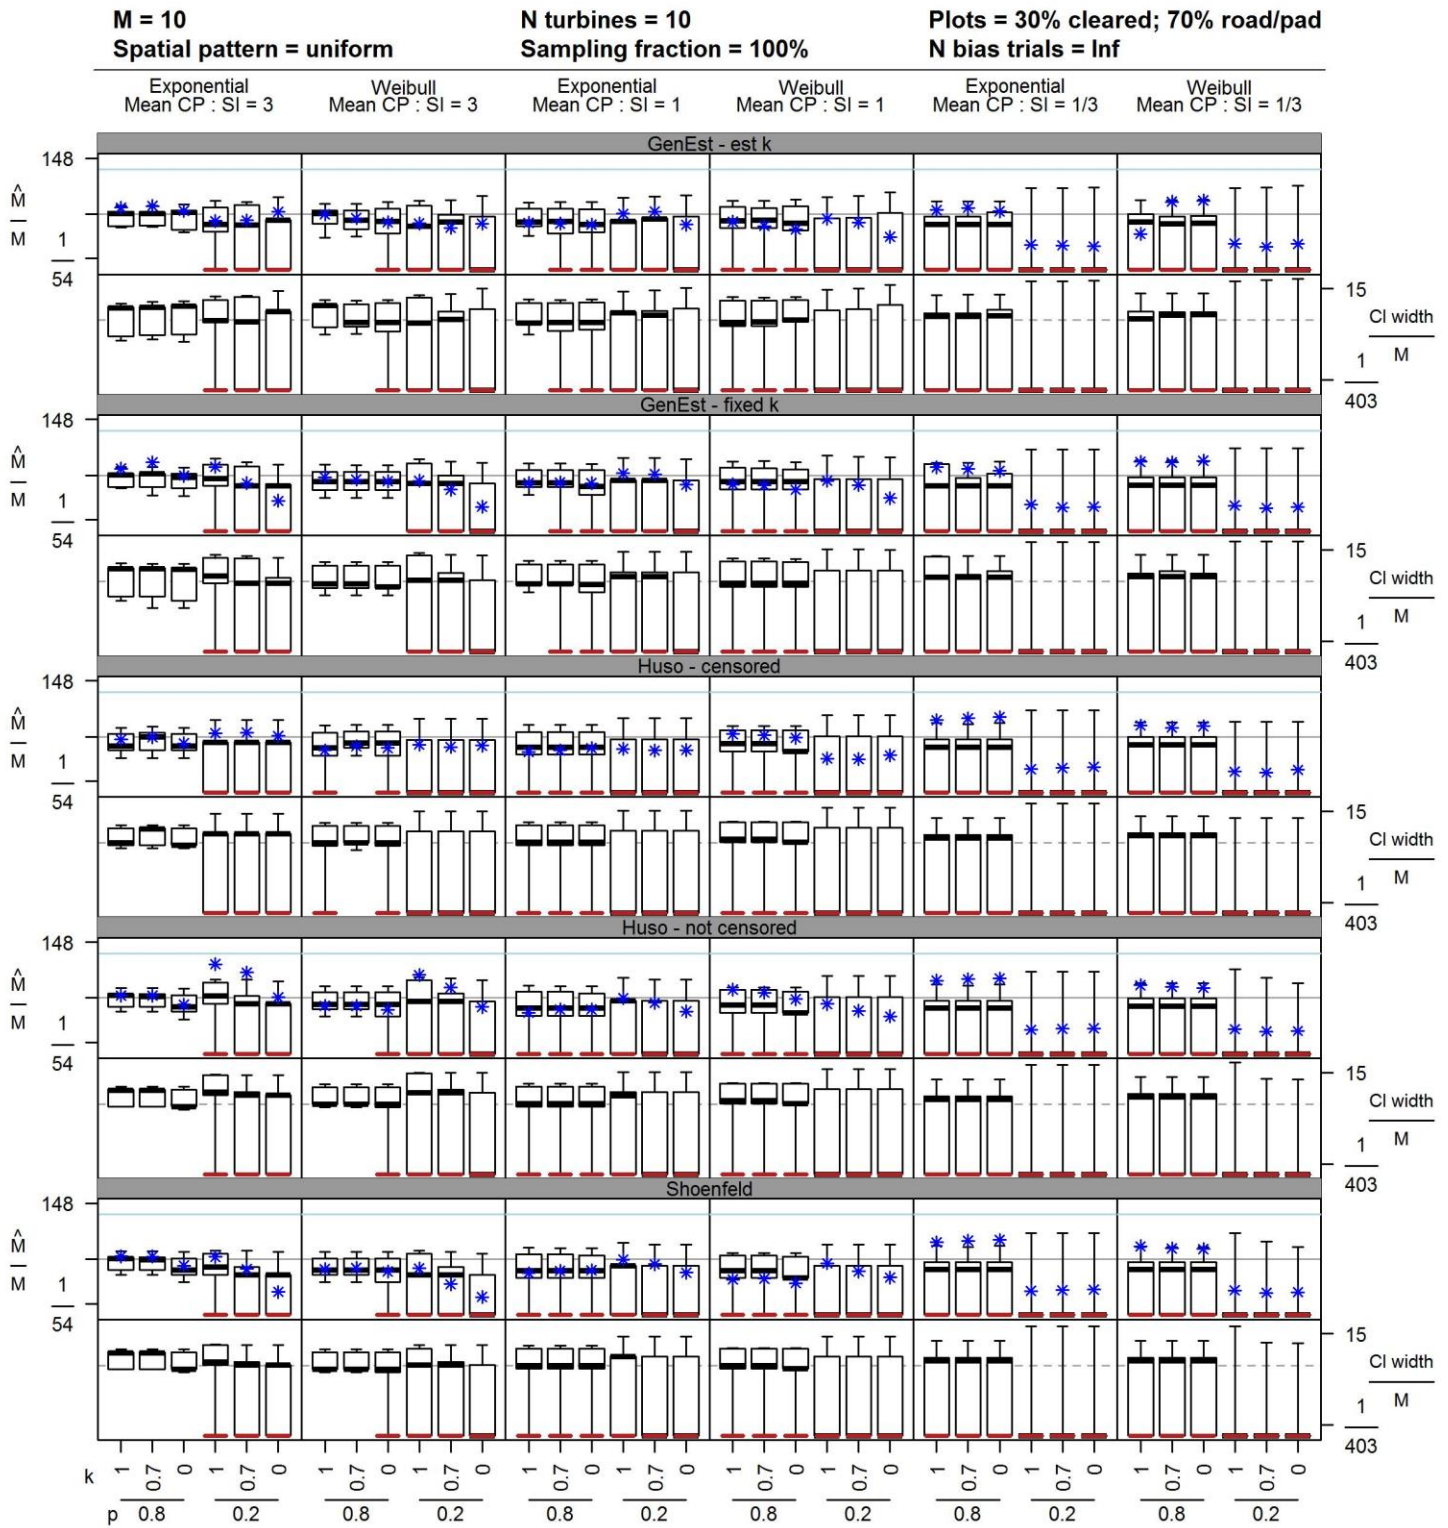 M = 10 N turbines = 10 Plots = 30% cleared; 70% road/pad
Spatial pattern = uniform Sampling fraction = 100% N bias trials = Inf
Exponential Weibull Exponential Weibull Exponential Weibull
Mean CP : SI = 3 Mean CP : SI = 3 Mean CP : SI = 1 Mean CP : SI = 1 Mean CP : SI = 1/3 Mean CP : SI = 1/3
GenEst - est k
148
M̂
M
1
54
15
CI width
M
1
403
GenEst - fixed k
148
M̂
M
1
54
15
CI width
M
1
403
Huso - censored
148
M̂
M
1
54
15
CI width
M
1
403
Huso - not censored
148
M̂
M
1
54
15
CI width
M
1
403
Shoenfeld
148
M̂
M
1
54
15
CI width
M
1
403
k 1 0.7 0 1 0.7 0 1 0.7 0 1 0.7 0 1 0.7 0 1 0.7 0 1 0.7 0 1 0.7 0 1 0.7 0 1 0.7 0 1 0.7 0 1 0.7 0
p 0.8 0.2 0.8 0.2 0.8 0.2 0.8 0.2 0.8 0.2 0.8 0.2